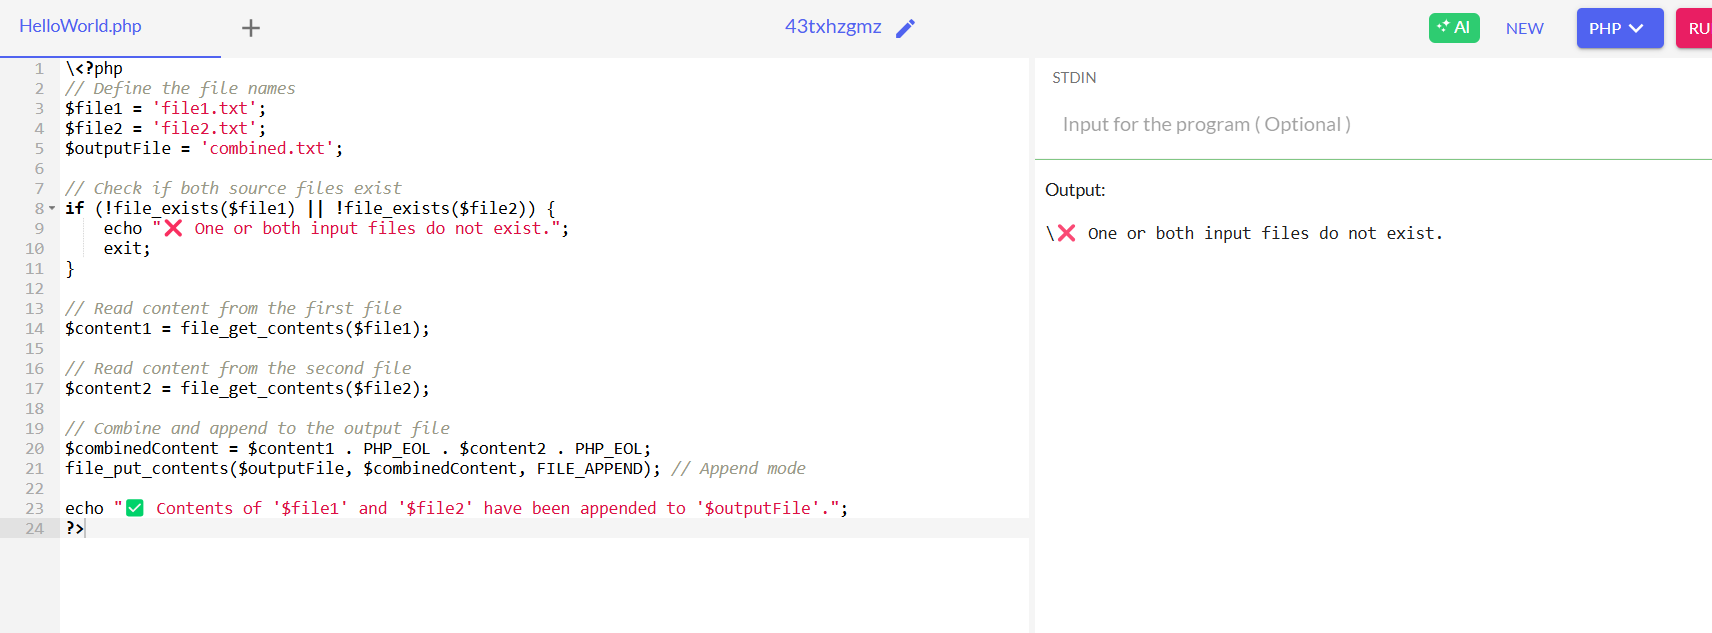 HelloWorld.php
43txhzgmz
AI
NEW
PHP
RU
1 \<?php
2 // Define the file names
3 $file1 = 'file1.txt';
4 $file2 = 'file2.txt';
5 $outputFile = 'combined.txt';
6
7 // Check if both source files exist
8 if (!file_exists($file1) || !file_exists($file2)) {
9     echo "❌ One or both input files do not exist.";
10     exit;
11 }
12
13 // Read content from the first file
14 $content1 = file_get_contents($file1);
15
16 // Read content from the second file
17 $content2 = file_get_contents($file2);
18
19 // Combine and append to the output file
20 $combinedContent = $content1 . PHP_EOL . $content2 . PHP_EOL;
21 file_put_contents($outputFile, $combinedContent, FILE_APPEND); // Append mode
22
23 echo "✅ Contents of '$file1' and '$file2' have been appended to '$outputFile'.";
24 ?>
STDIN
Input for the program ( Optional )
Output:
\❌ One or both input files do not exist.